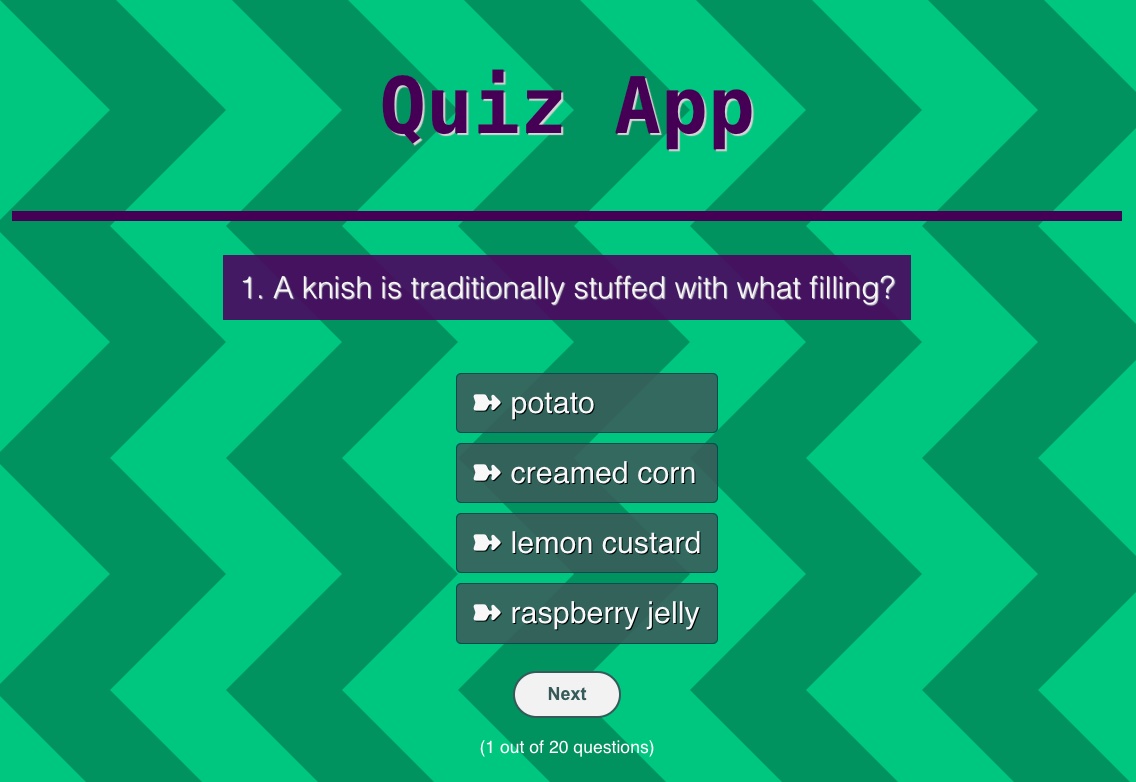 Quiz App
1. A knish is traditionally stuffed with what filling?
➽ potato
➽ creamed corn
➽ lemon custard
➽ raspberry jelly
Next
(1 out of 20 questions)